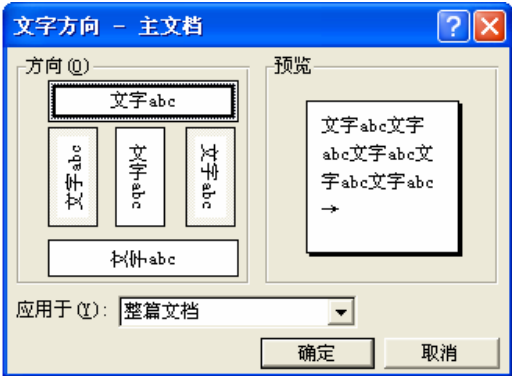 文字方向 - 主文档
方向(O)
预览
文字abc
文字abc
文字abc
文字abc
文字abc
文字abc文字
abc文字abc文
字abc文字abc
→
应用于(Y): 整篇文档
确定
取消